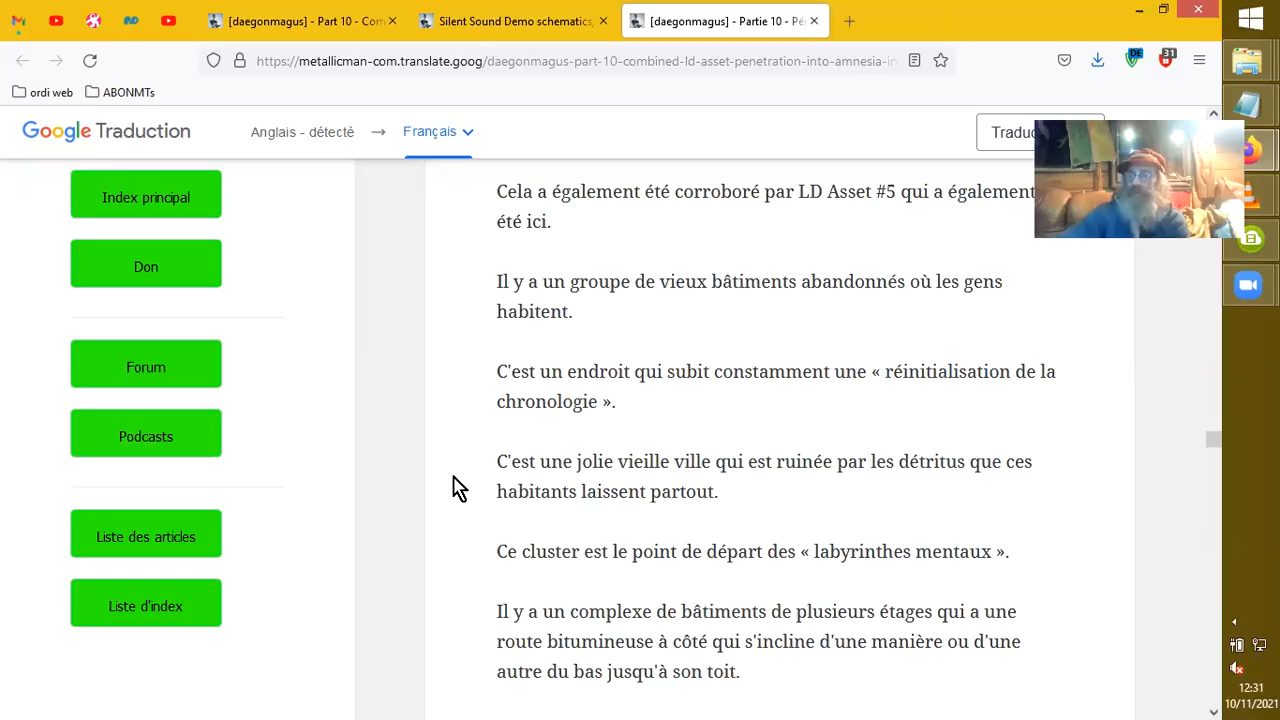 [daegonmagus] - Part 10 - Con
Silent Sound Demo schematics,
[daegonmagus] - Partie 10 - Pé
https://metallicman-com.translate.goog/daegonmagus-part-10-combined-ld-asset-penetration-into-amnesia-in
DE
31
ordi web
ABONMTs
Google Traduction
Anglais - détecté
Français
Traduc
Index principal
Don
Forum
Podcasts
Liste des articles
Liste d'index
Cela a également été corroboré par LD Asset #5 qui a également
été ici.
Il y a un groupe de vieux bâtiments abandonnés où les gens
habitent.
C'est un endroit qui subit constamment une « réinitialisation de la
chronologie ».
C'est une jolie vieille ville qui est ruinée par les détritus que ces
habitants laissent partout.
Ce cluster est le point de départ des « labyrinthes mentaux ».
Il y a un complexe de bâtiments de plusieurs étages qui a une
route bitumineuse à côté qui s'incline d'une manière ou d'une
autre du bas jusqu'à son toit.
12:31
10/11/2021